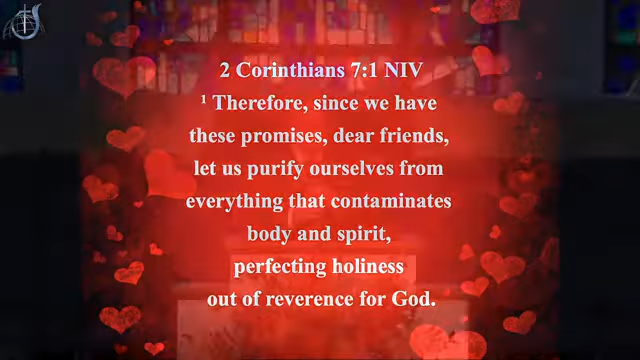 2 Corinthians 7:1 NIV
¹ Therefore, since we have
these promises, dear friends,
let us purify ourselves from
everything that contaminates
body and spirit,
perfecting holiness
out of reverence for God.